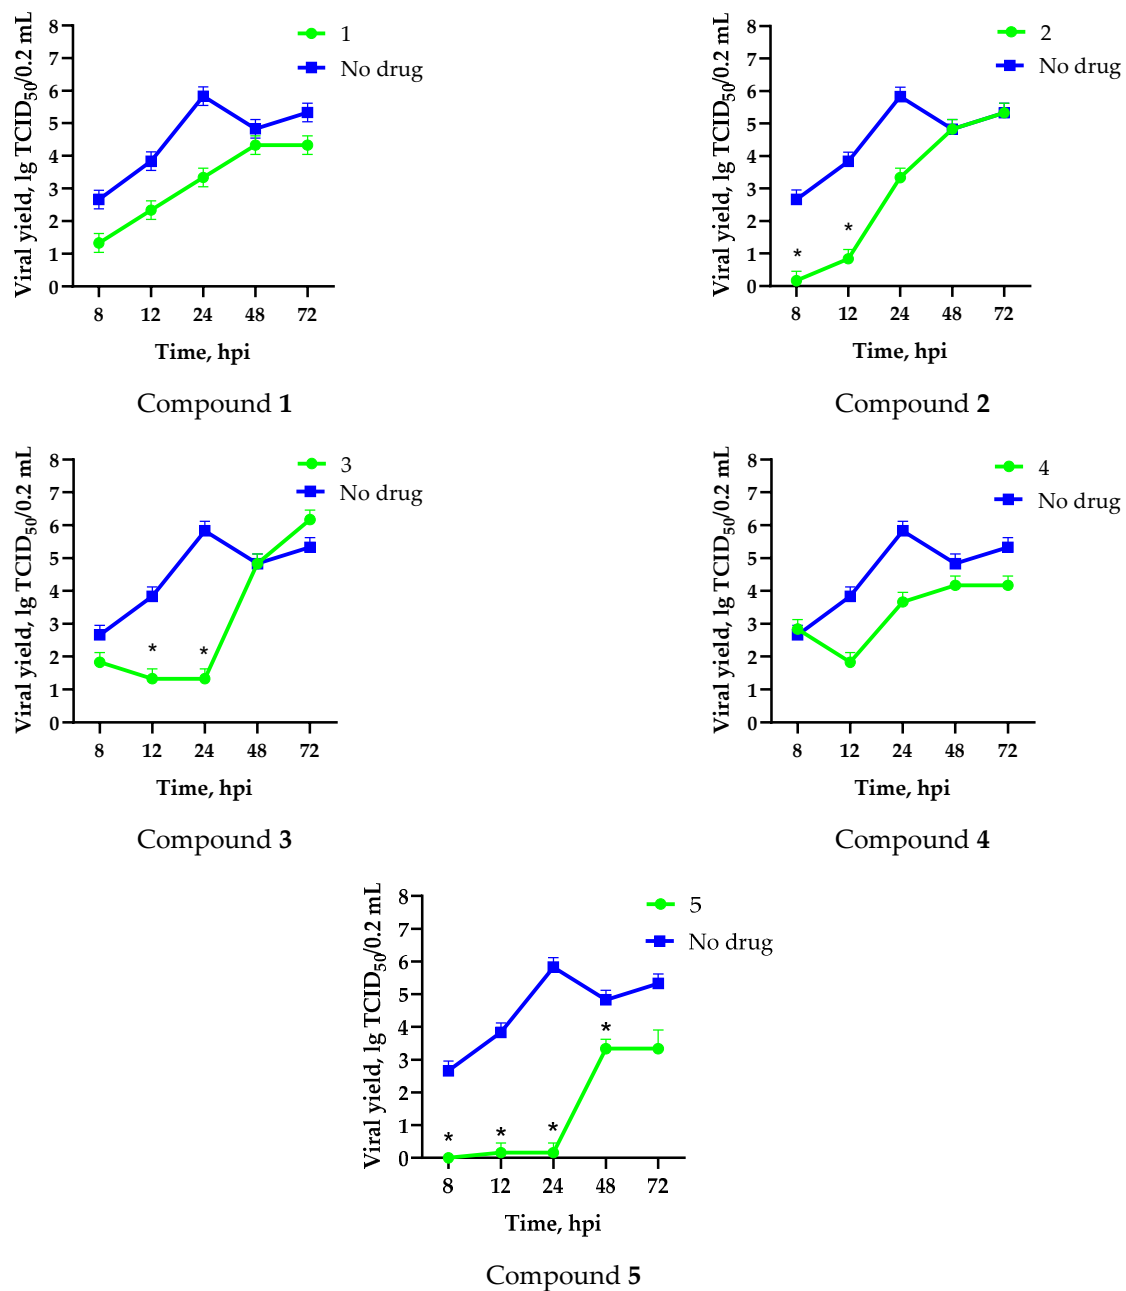 Viral yield, lg TCID50/0.2 mL
8
7
6
5
4
3
2
1
0
1
No drug
8 12 24 48 72
Time, hpi
Compound 1
Viral yield, lg TCID50/0.2 mL
8
7
6
5
4
3
2
1
0
2
No drug
*
*
8 12 24 48 72
Time, hpi
Compound 2
Viral yield, lg TCID50/0.2 mL
8
7
6
5
4
3
2
1
0
3
No drug
* *
8 12 24 48 72
Time, hpi
Compound 3
Viral yield, lg TCID50/0.2 mL
8
7
6
5
4
3
2
1
0
4
No drug
8 12 24 48 72
Time, hpi
Compound 4
Viral yield, lg TCID50/0.2 mL
8
7
6
5
4
3
2
1
0
5
No drug
*
* * *
8 12 24 48 72
Time, hpi
Compound 5